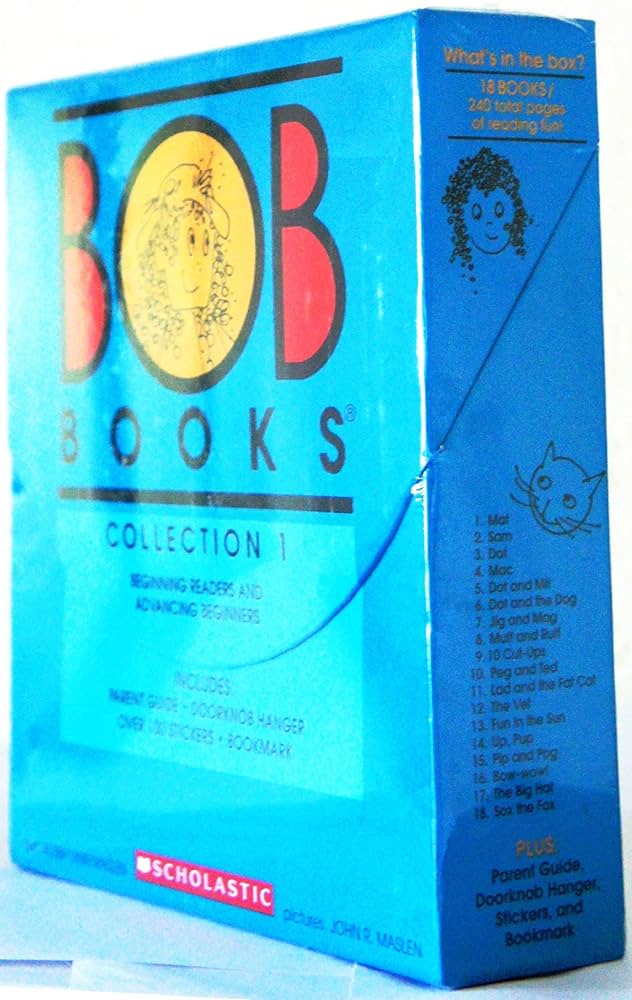 BOB
BOOKS®
COLLECTION 1
BEGINNING READERS AND
ADVANCING BEGINNERS
INCLUDES
PARENT GUIDE • DOORKNOB HANGER
OVER 100 STICKERS • BOOKMARK
SCHOLASTIC
pictures JOHN R. MASLEN
What's in the box?
18 BOOKS/
240 total pages
of reading fun!
1. Mat
2. Sam
3. Dot
4. Mac
5. Dot and Mit
6. Dot and the Dog
7. Jig and Mag
8. Muff and Ruff
9. 10 Cut-Ups
10. Peg and Ted
11. Lad and the Fat Cat
12. The Vet
13. Fun in the Sun
14. Up, Pup
15. Pip and Pog
16. Bow-wow!
17. The Big Hat
18. Sox the Fox
PLUS:
Parent Guide,
Doorknob Hanger,
Stickers, and
Bookmark